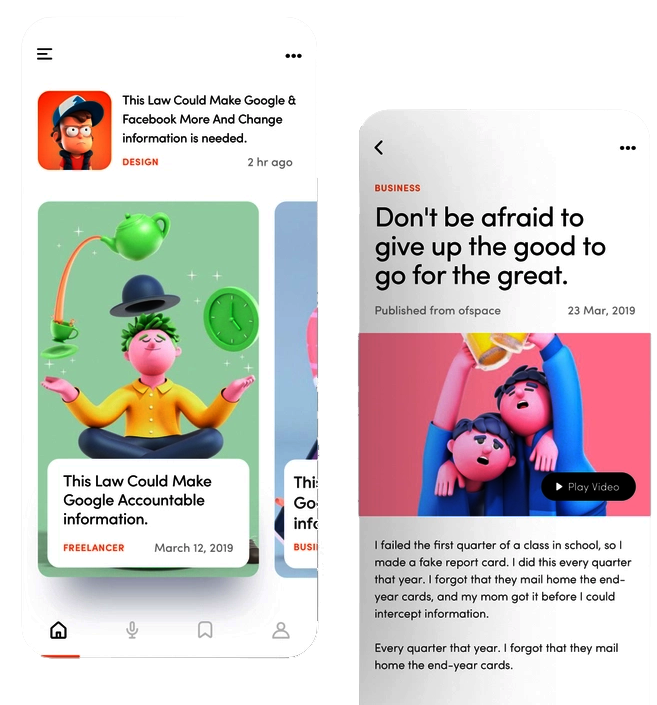 This Law Could Make Google &
Facebook More And Change
information is needed.
DESIGN 2 hr ago
This Law Could Make
Google Accountable
information.
FREELANCER March 12, 2019
BUSINESS
Don't be afraid to
give up the good to
go for the great.
Published from ofspace 23 Mar, 2019
Play Video
I failed the first quarter of a class in school, so I
made a fake report card. I did this every quarter
that year. I forgot that they mail home the end-
year cards, and my mom got it before I could
intercept information.
Every quarter that year. I forgot that they mail
home the end-year cards.